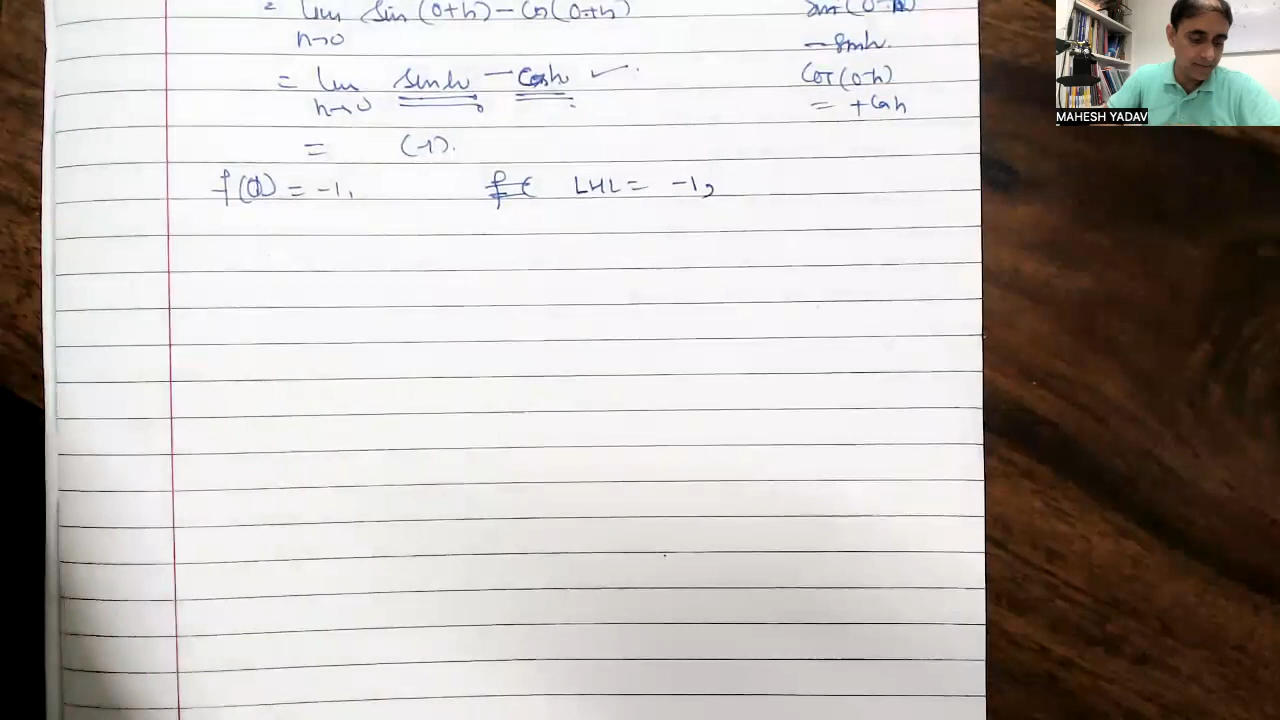 = lim sin(0+h) - Cos(0+h)
h→0
= lim sinh - Cosh ✓.
h→0
= (-1).
f(0) = -1, LHL = -1,
- sinh.
Cos(0-h)
= + Cosh
MAHESH YADAV